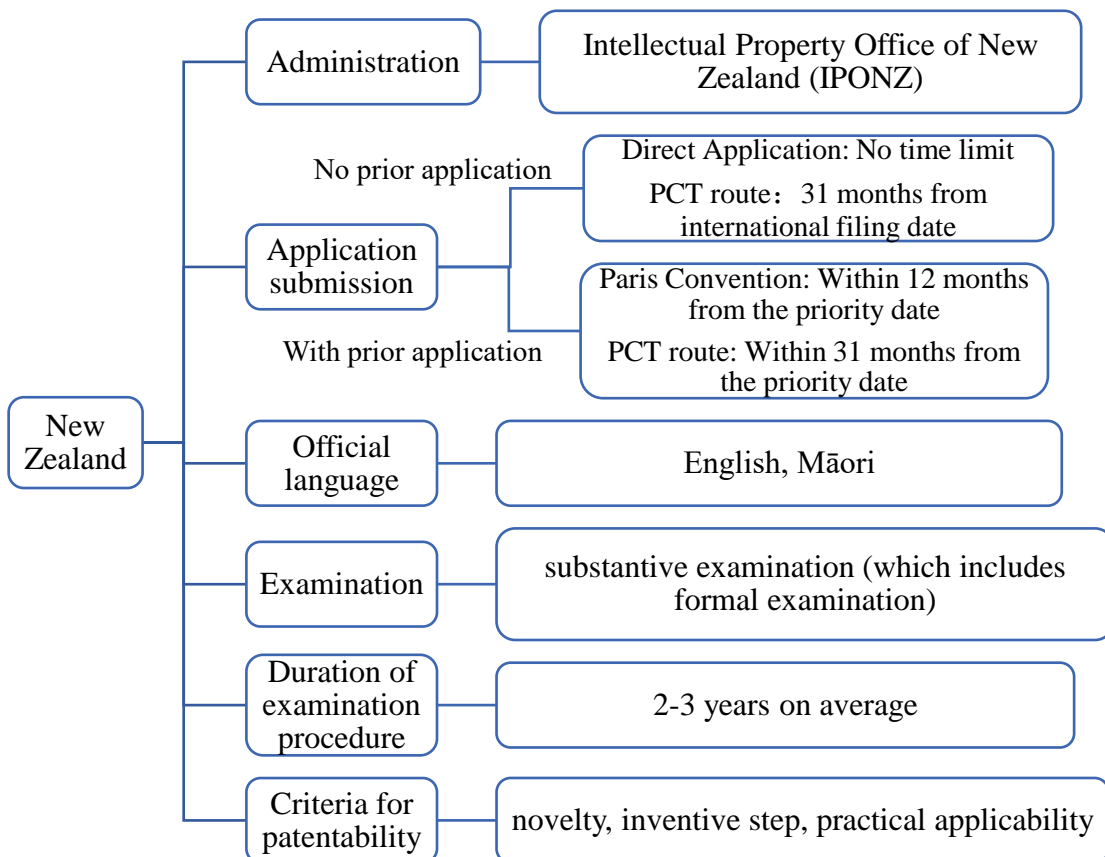 Administration
Intellectual Property Office of New
Zealand (IPONZ)
No prior application
Direct Application: No time limit
PCT route：31 months from
international filing date
Application
submission
With prior application
Paris Convention: Within 12 months
from the priority date
PCT route: Within 31 months from
the priority date
New
Zealand
Official
language
English, Māori
Examination
substantive examination (which includes
formal examination)
Duration of
examination
procedure
2-3 years on average
Criteria for
patentability
novelty, inventive step, practical applicability